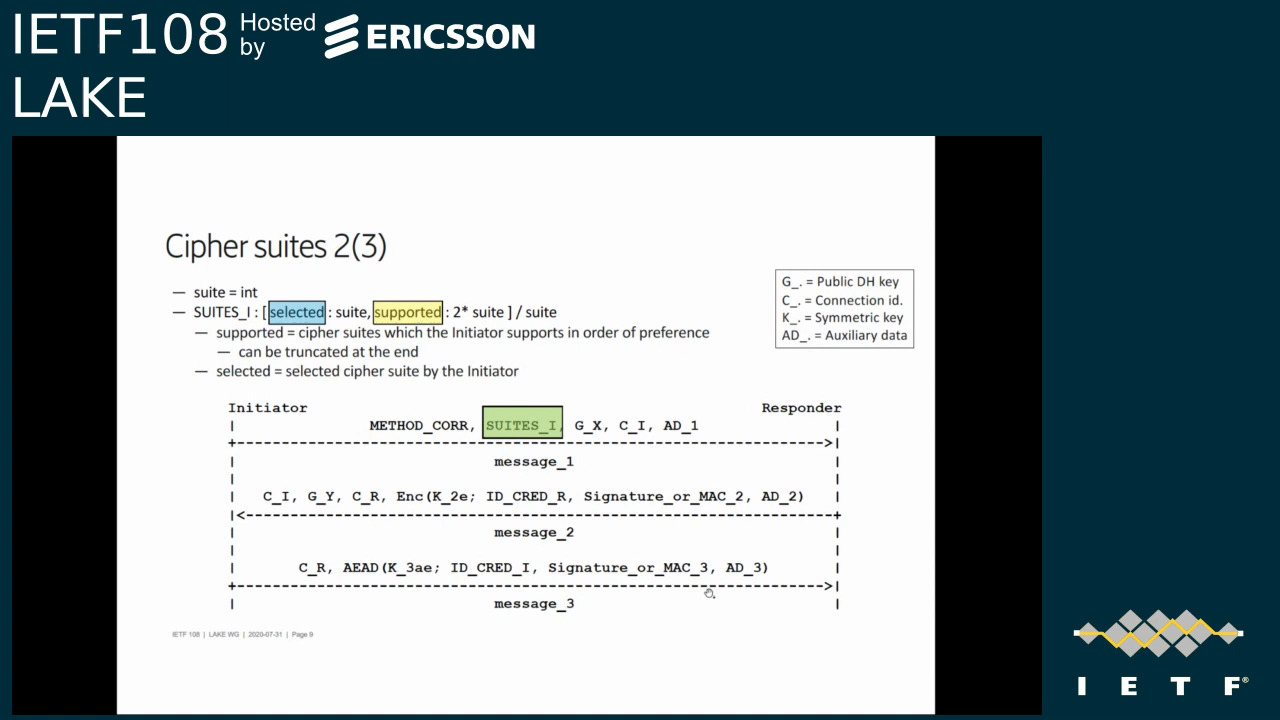 IETF108 Hosted by ERICSSON
LAKE
Cipher suites 2(3)
— suite = int
— SUITES_I : [ selected : suite, supported : 2* suite ] / suite
— supported = cipher suites which the Initiator supports in order of preference
— can be truncated at the end
— selected = selected cipher suite by the Initiator
G_. = Public DH key
C_. = Connection id.
K_. = Symmetric key
AD_. = Auxiliary data
Initiator Responder
| METHOD_CORR, SUITES_I, G_X, C_I, AD_1 |
+------------------------------------------------------------------>|
| message_1 |
| |
| C_I, G_Y, C_R, Enc(K_2e; ID_CRED_R, Signature_or_MAC_2, AD_2) |
|<------------------------------------------------------------------+
| message_2 |
| |
| C_R, AEAD(K_3ae; ID_CRED_I, Signature_or_MAC_3, AD_3) |
+------------------------------------------------------------------>|
| message_3 |
IETF 108 | LAKE WG | 2020-07-31 | Page 9
I E T F®